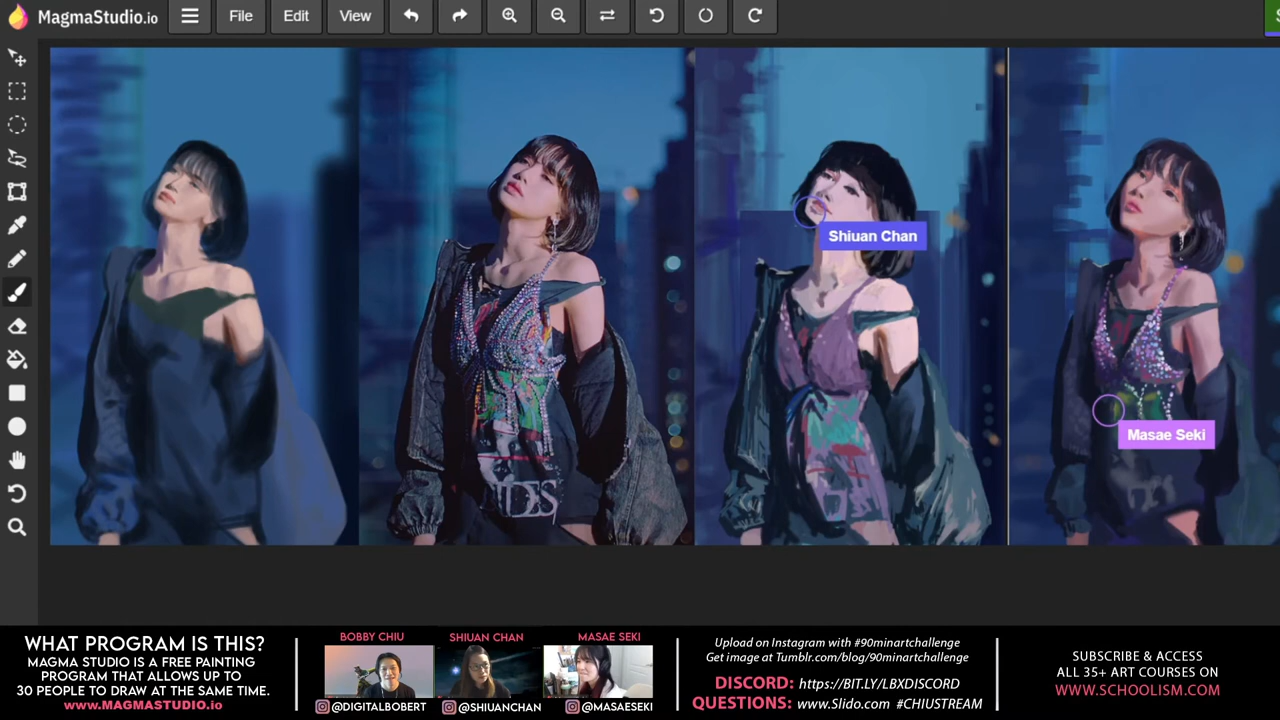 MagmaStudio.io
File
Edit
View
Shiuan Chan
Masae Seki
WHAT PROGRAM IS THIS?
MAGMA STUDIO IS A FREE PAINTING
PROGRAM THAT ALLOWS UP TO
30 PEOPLE TO DRAW AT THE SAME TIME.
www.MAGMASTUDIO.io
BOBBY CHIU
SHIUAN CHAN
MASAE SEKI
@DIGITALBOBERT
@SHIUANCHAN
@MASAESEKI
Upload on Instagram with #90minartchallenge
Get image at Tumblr.com/blog/90minartchallenge
DISCORD: https://BIT.LY/LBXDISCORD
QUESTIONS: www.Slido.com #CHIUSTREAM
SUBSCRIBE & ACCESS
ALL 35+ ART COURSES ON
WWW.SCHOOLISM.COM